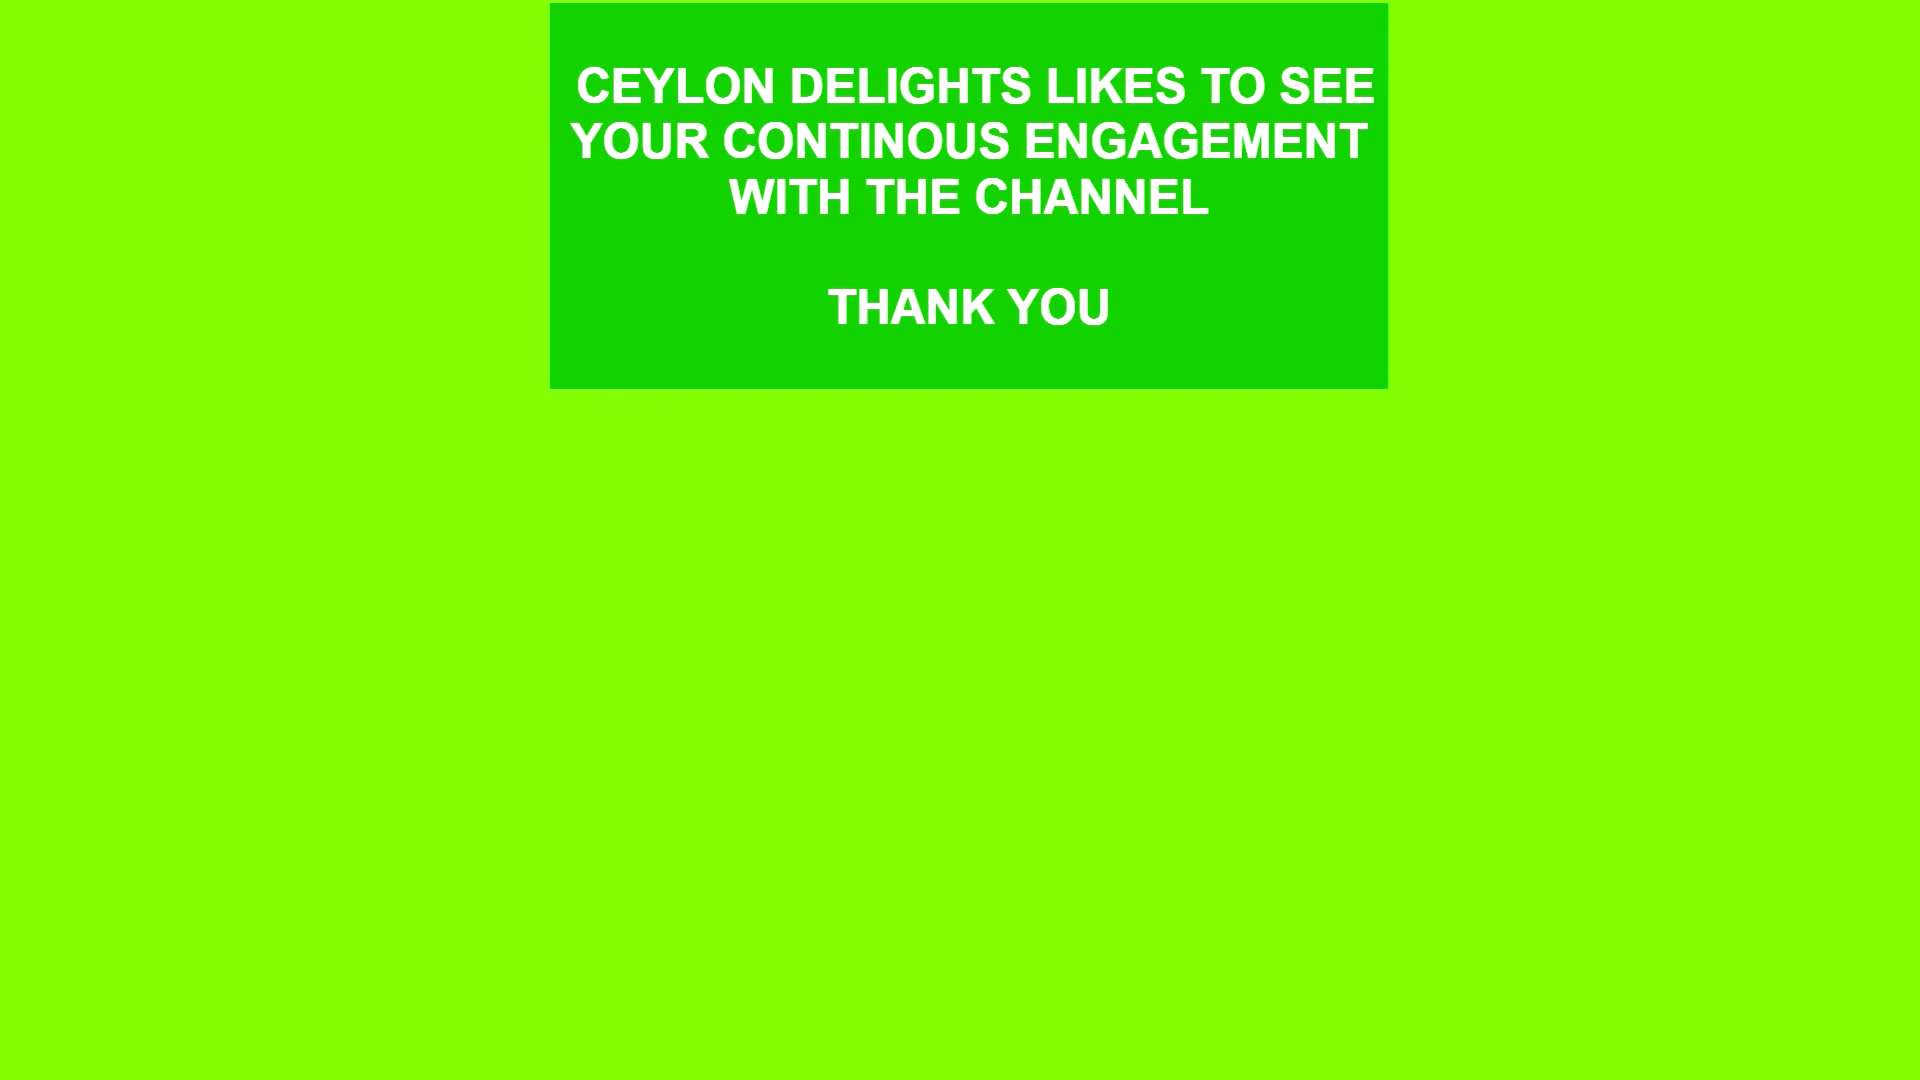 CEYLON DELIGHTS LIKES TO SEE
YOUR CONTINOUS ENGAGEMENT
WITH THE CHANNEL
THANK YOU